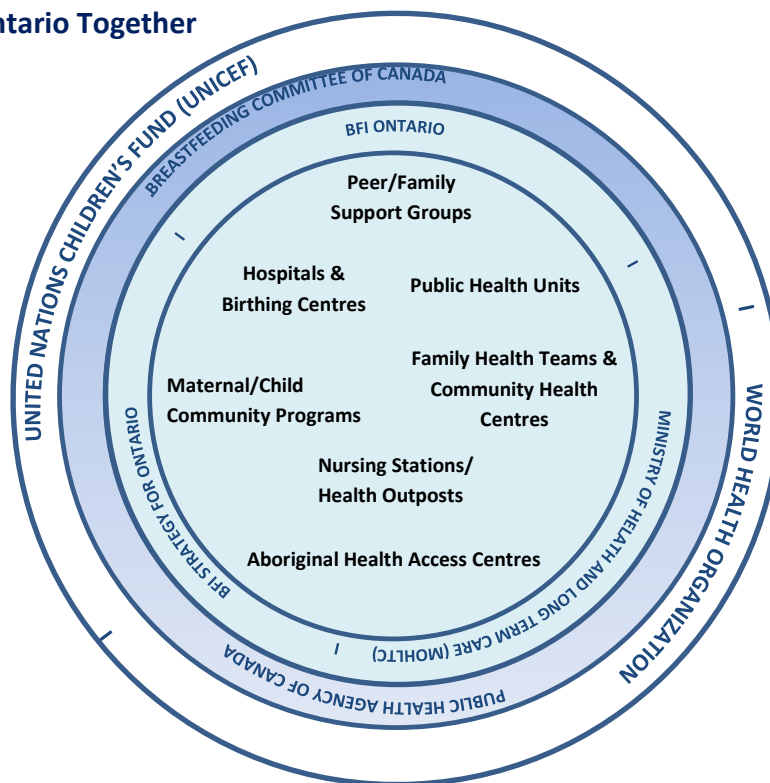 ntario Together
UNITED NATIONS CHILDREN'S FUND (UNICEF)
I
WORLD HEALTH ORGANIZATION
I
BREASTFEEDING COMMITTEE OF CANADA
PUBLIC HEALTH AGENCY OF CANADA
BFI ONTARIO
I
MINISTRY OF HELATH AND LONG TERM CARE (MOHLTC)
I
BFI STRATEGY FOR ONTARIO
I
Peer/Family
Support Groups
Hospitals &
Birthing Centres
Public Health Units
Family Health Teams &
Community Health
Centres
Maternal/Child
Community Programs
Nursing Stations/
Health Outposts
Aboriginal Health Access Centres